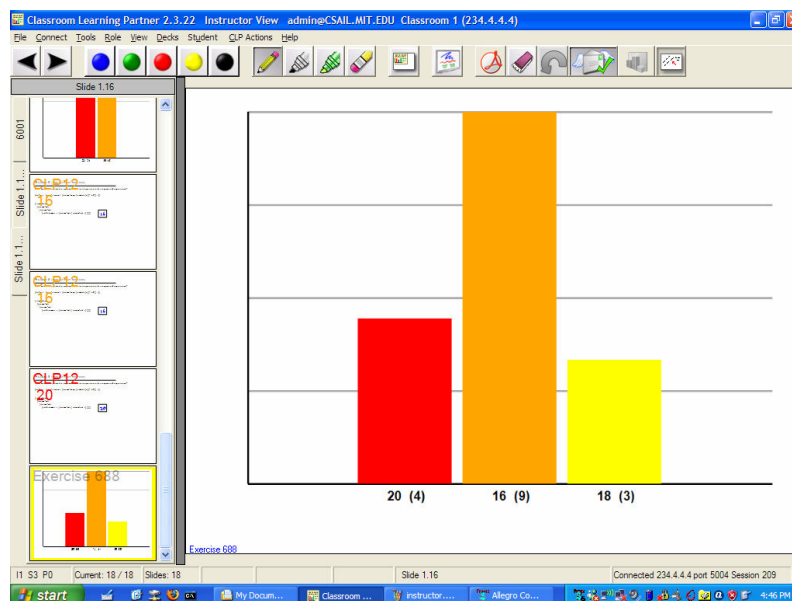 Classroom Learning Partner 2.3.22 Instructor View admin@CSAIL.MIT.EDU Classroom 1 (234.4.4.4)
File Connect Tools Role View Decks Student CLP Actions Help
Slide 1.16
6001
Slide 1.1...
Slide 1.1...
CLP12
16
16
CLP12
16
16
CLP12
20
Exercise 688
20 (4) 16 (9) 18 (3)
Exercise 688
I1 S3 P0 Current: 18 / 18 Slides: 18 Slide 1.16 Connected 234.4.4.4 port 5004 Session 209
start My Docum... Classroom ... instructor.... Allegro Co... 4:46 PM